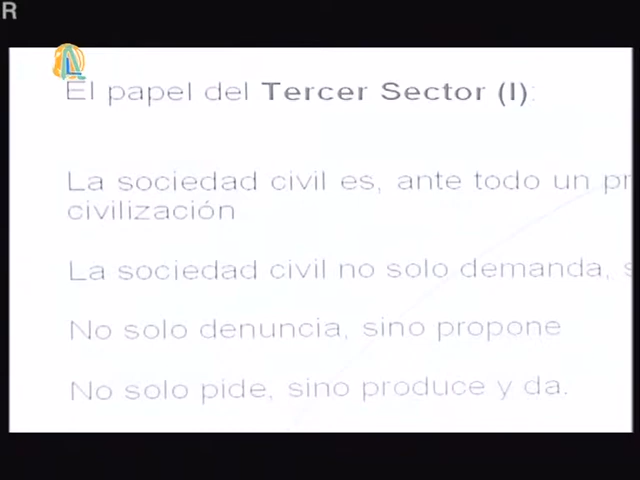 R
El papel del Tercer Sector (I):
La sociedad civil es, ante todo un
civilización
La sociedad civil no solo demanda,
No solo denuncia, sino propone
No solo pide, sino produce y da.